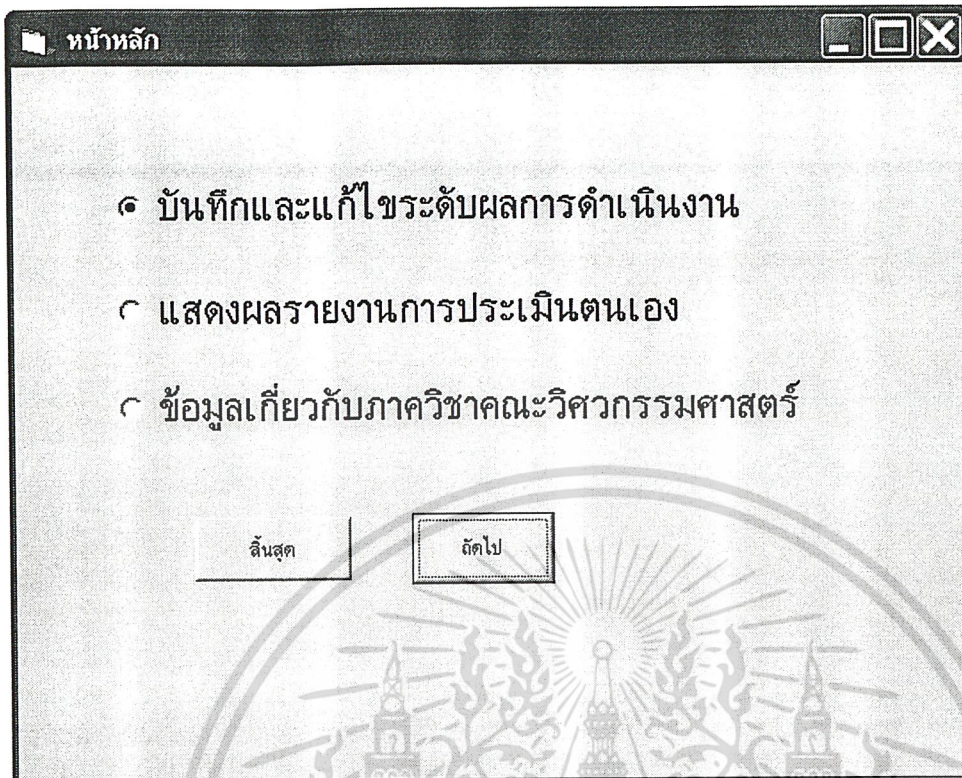 หน้าหลัก
บันทึกและแก้ไขระดับผลการดำเนินงาน
แสดงผลรายงานการประเมินตนเอง
ข้อมูลเกี่ยวกับภาควิชาคณะวิศวกรรมศาสตร์
สิ้นสุด ถัดไป